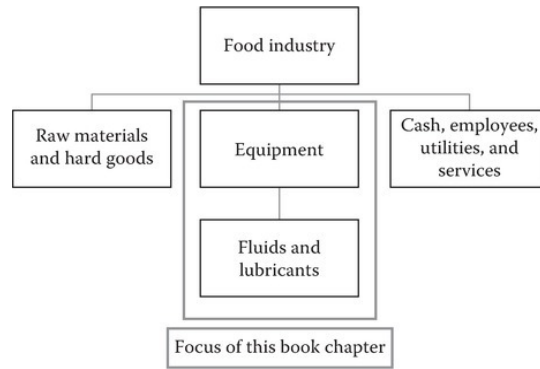 Food industry
Raw materials
and hard goods
Equipment
Cash, employees,
utilities, and
services
Fluids and
lubricants
Focus of this book chapter